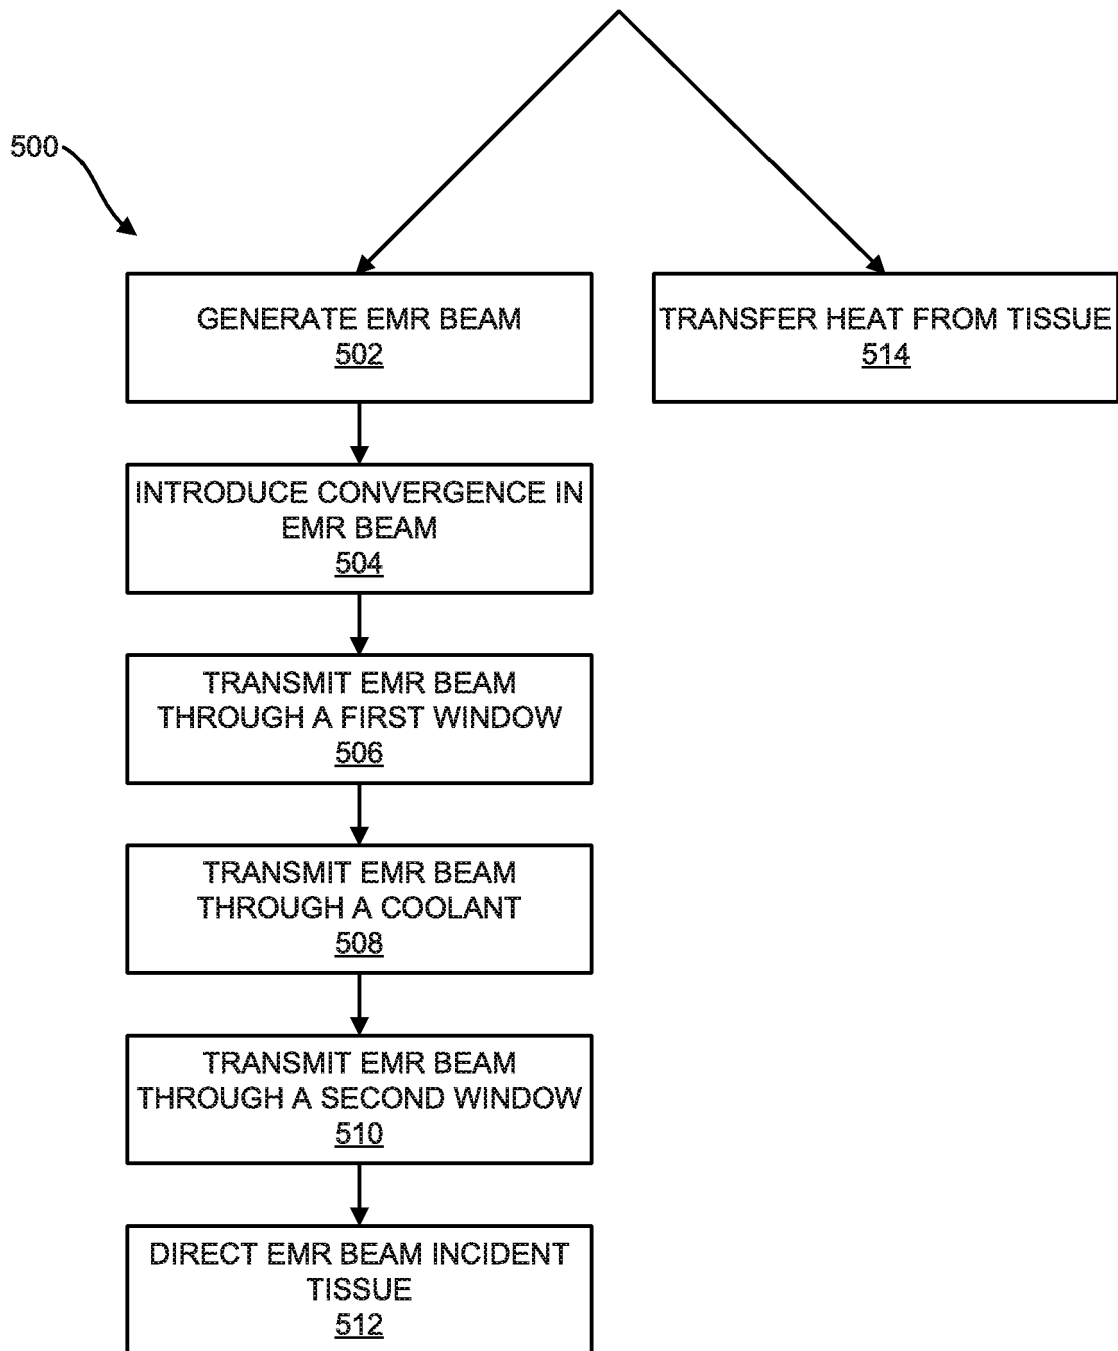 500
GENERATE EMR BEAM
502
TRANSFER HEAT FROM TISSUE
514
INTRODUCE CONVERGENCE IN
EMR BEAM
504
TRANSMIT EMR BEAM
THROUGH A FIRST WINDOW
506
TRANSMIT EMR BEAM
THROUGH A COOLANT
508
TRANSMIT EMR BEAM
THROUGH A SECOND WINDOW
510
DIRECT EMR BEAM INCIDENT
TISSUE
512